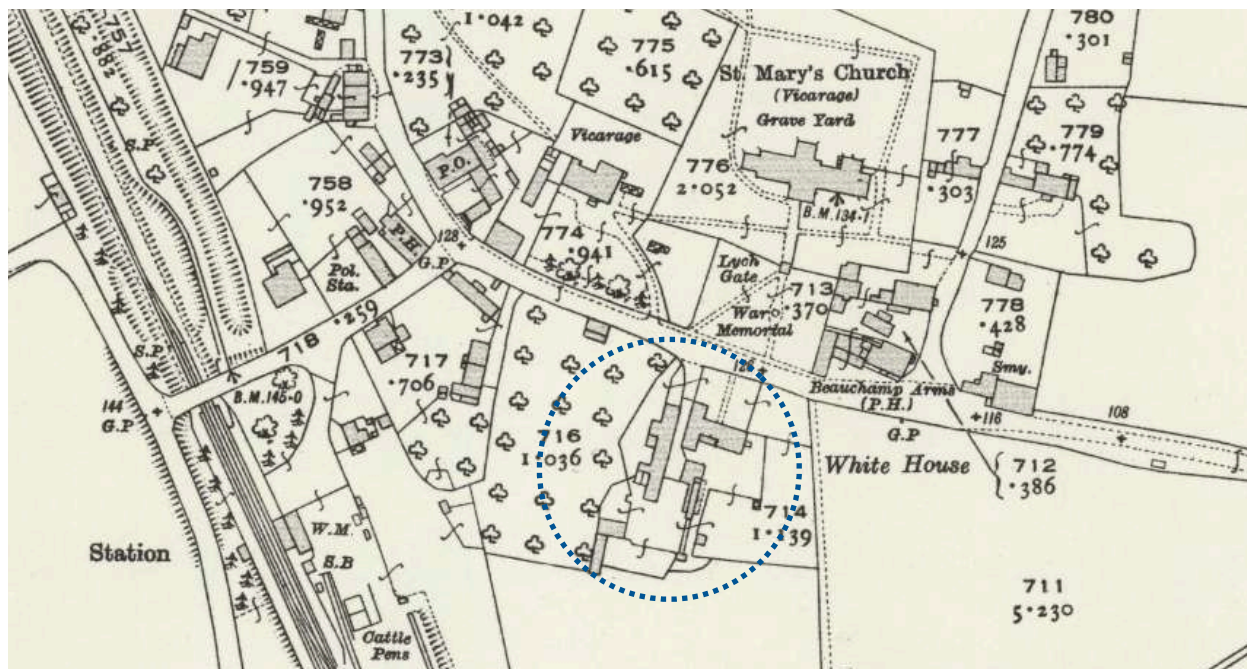 757
·882
759
·947
1·042
773
·235
775
·615
St. Mary's Church
(Vicarage)
Grave Yard
780
·301
S.P.
P.O.
Vicarage
776
2·052
777
·303
779
·774
758
·952
P.H.
128
G.P
B.M.134·1
774
·941
125
Pol.
Sta.
Lych
Gate
713
·370
War
Memorial
778
·428
S.P.
718
·259
717
·706
126
Smy.
Beauchamp Arms
(P.H.)
144
G.P
B.M.145·0
716
1·036
G.P
116
108
White House
712
·386
714
1·139
W.M.
S.B
Station
711
5·230
Cattle
Pens